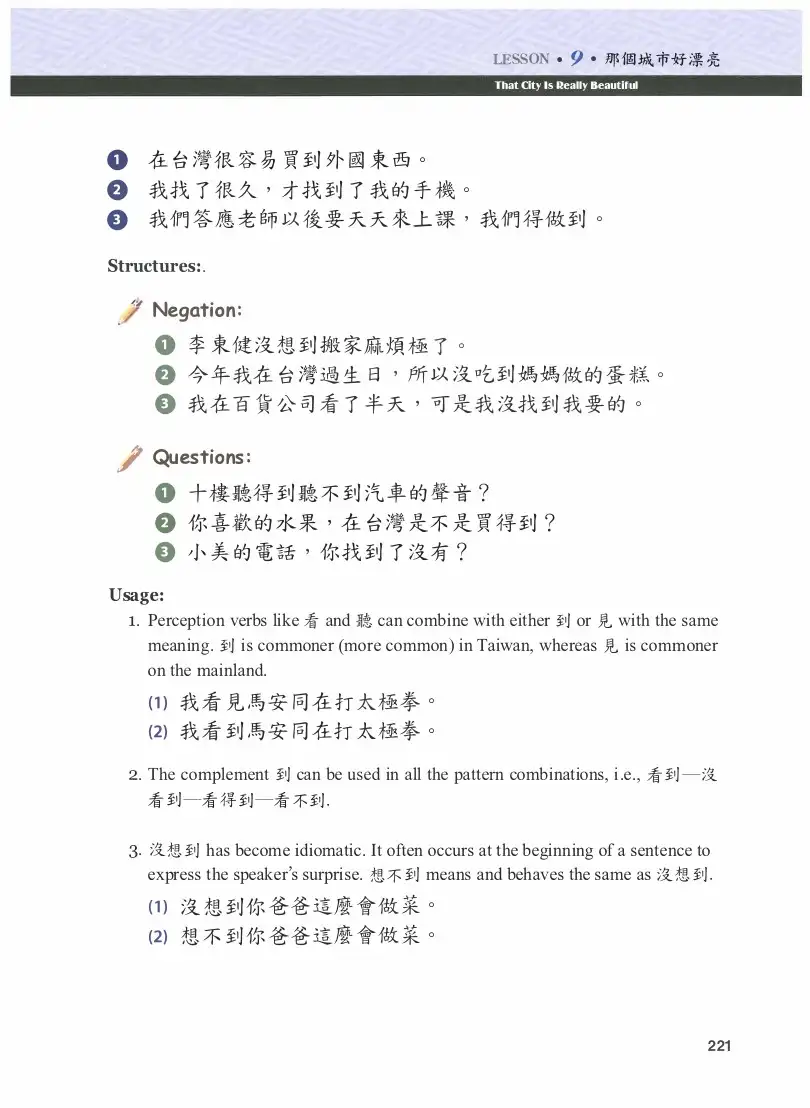 LESSON • 9 • 那個城市好漂亮
That City Is Really Beautiful
1 在台灣很容易買到外國東西。
2 我找了很久，才找到了我的手機。
3 我們答應老師以後要天天來上課，我們得做到。
Structures:.
Negation:
1 李東健沒想到搬家麻煩極了。
2 今年我在台灣過生日，所以沒吃到媽媽做的蛋糕。
3 我在百貨公司看了半天，可是我沒找到我要的。
Questions:
1 十樓聽得到聽不到汽車的聲音？
2 你喜歡的水果，在台灣是不是買得到？
3 小美的電話，你找到了沒有？
Usage:
1. Perception verbs like 看 and 聽 can combine with either 到 or 見 with the same
meaning. 到 is commoner (more common) in Taiwan, whereas 見 is commoner
on the mainland.
(1) 我看見馬安同在打太極拳。
(2) 我看到馬安同在打太極拳。
2. The complement 到 can be used in all the pattern combinations, i.e., 看到—沒
看到—看得到—看不到.
3. 沒想到 has become idiomatic. It often occurs at the beginning of a sentence to
express the speaker's surprise. 想不到 means and behaves the same as 沒想到.
(1) 沒想到你爸爸這麼會做菜。
(2) 想不到你爸爸這麼會做菜。
221